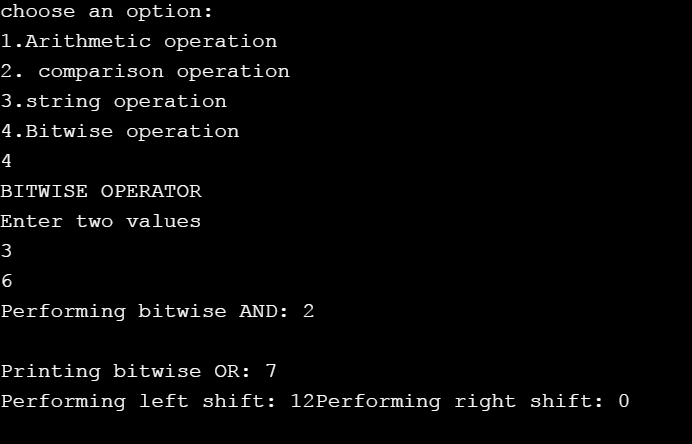 choose an option:
1.Arithmetic operation
2. comparison operation
3.string operation
4.Bitwise operation
4
BITWISE OPERATOR
Enter two values
3
6
Performing bitwise AND: 2
Printing bitwise OR: 7
Performing left shift: 12Performing right shift: 0